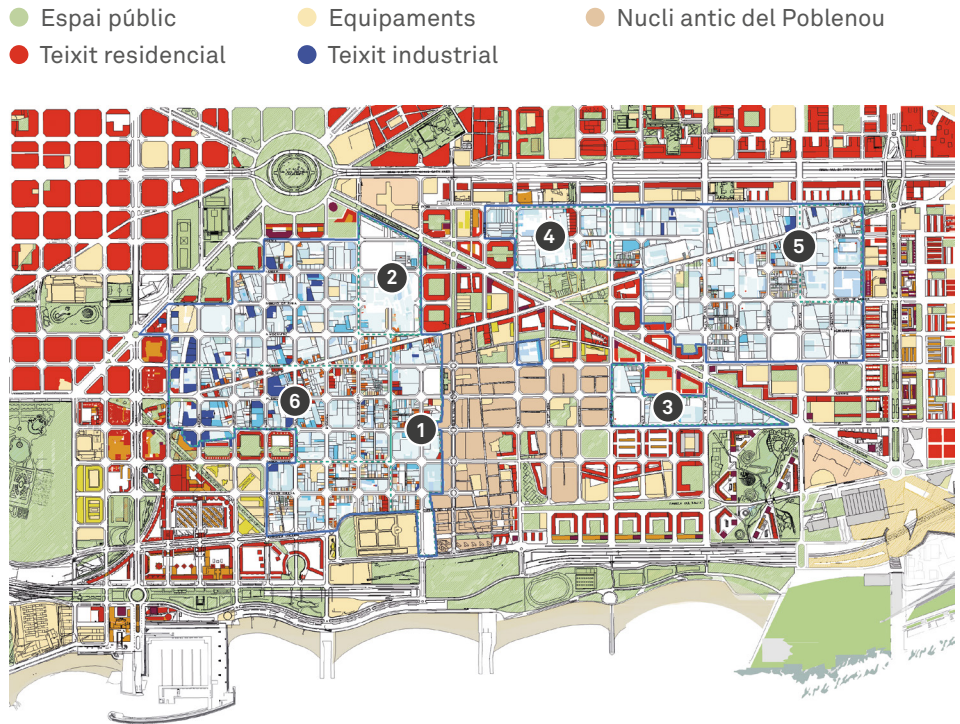 Espai públic
Equipaments
Nucli antic del Poblenou
Teixit residencial
Teixit industrial
4
5
2
6
3
1